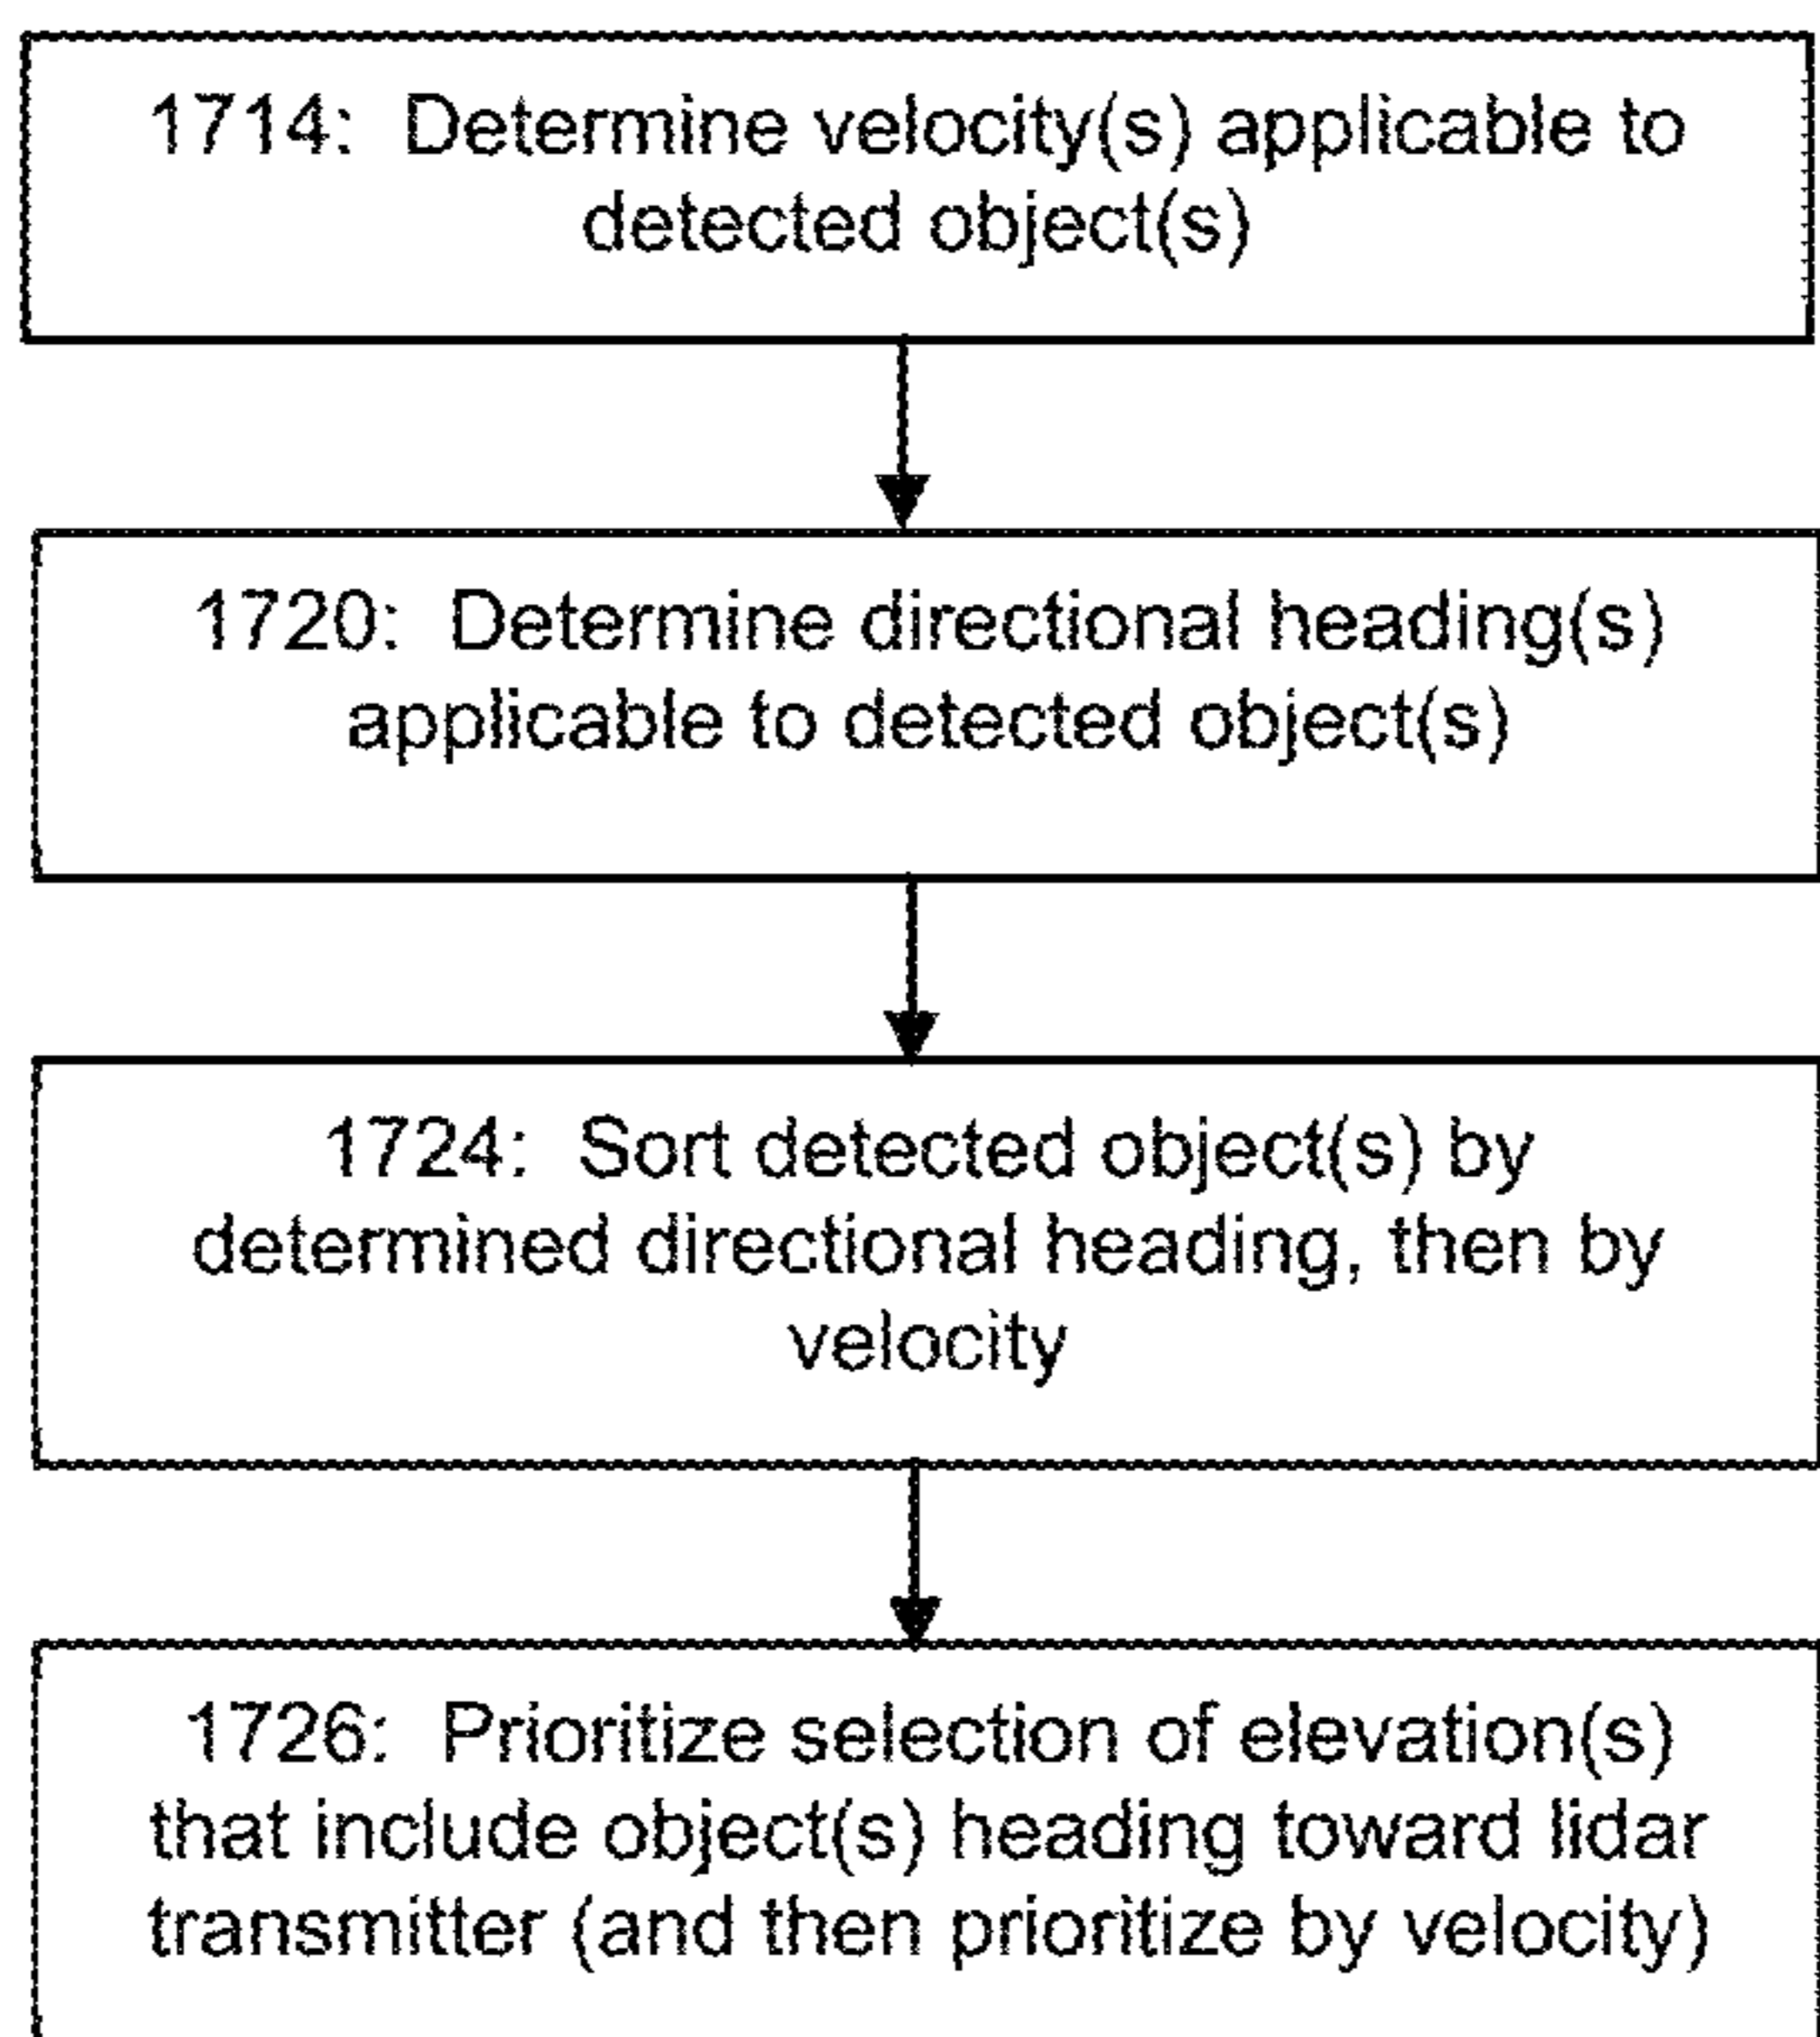 1714: Determine velocity(s) applicable to
detected object(s)
1720: Determine directional heading(s)
applicable to detected object(s)
1724: Sort detected object(s) by
determined directional heading, then by
velocity
1726: Prioritize selection of elevation(s)
that include object(s) heading toward lidar
transmitter (and then prioritize by velocity)